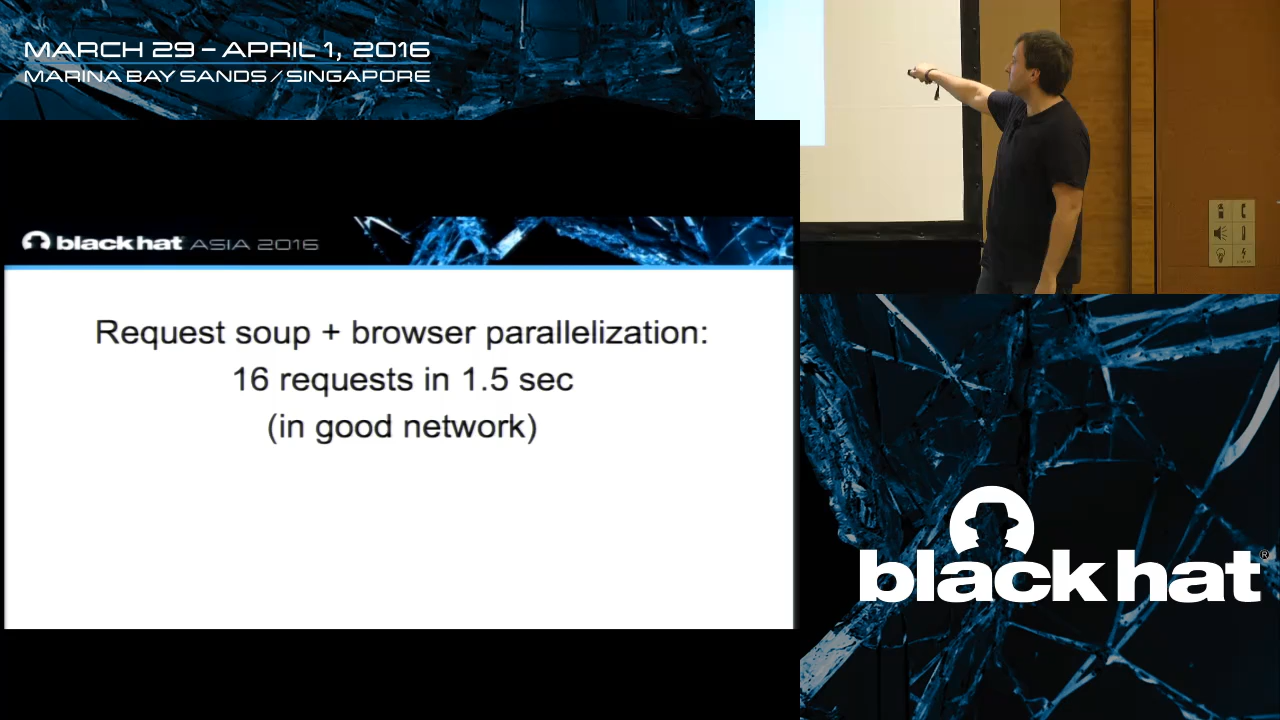 MARCH 29 – APRIL 1, 2016
MARINA BAY SANDS / SINGAPORE
black hat ASIA 2016
Request soup + browser parallelization:
16 requests in 1.5 sec
(in good network)
black hat®